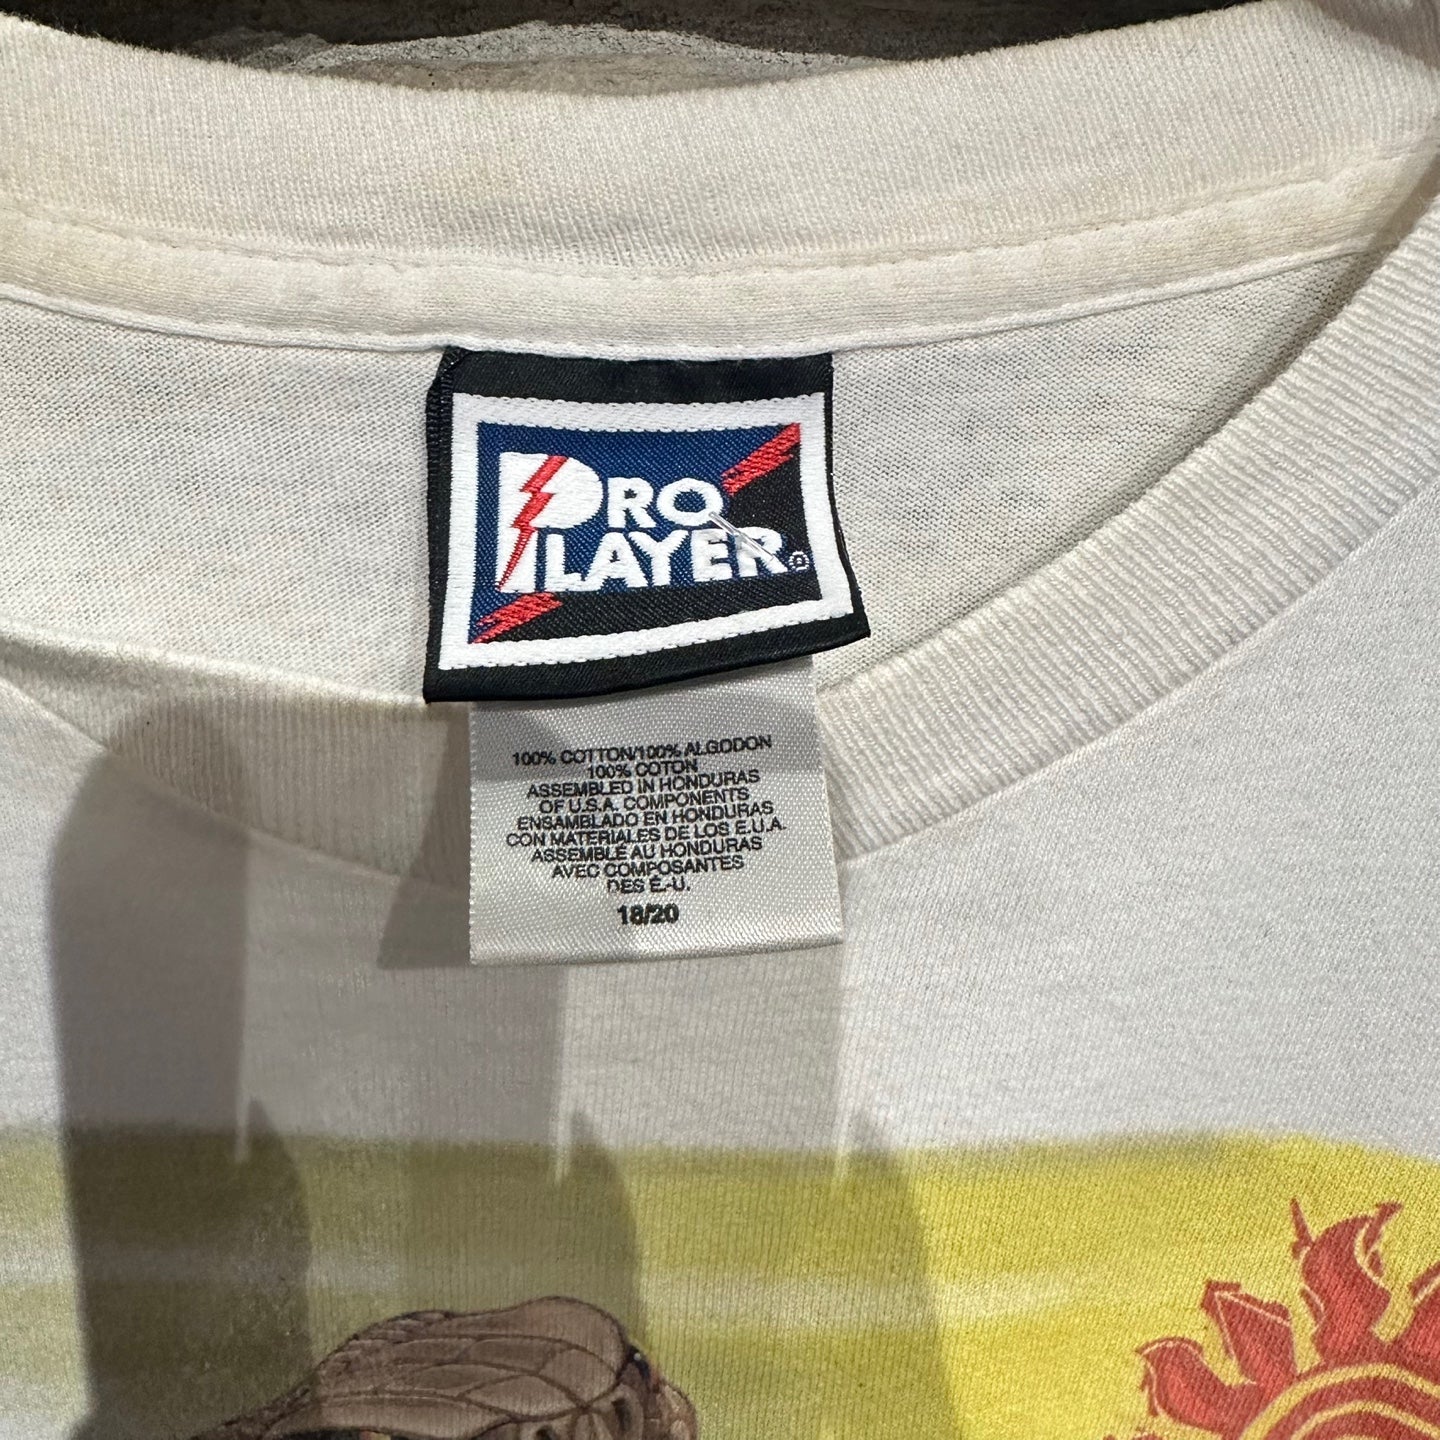 PRO
PLAYER®
100% COTTON/100% ALGODON
100% COTON
ASSEMBLED IN HONDURAS
OF U.S.A. COMPONENTS
ENSAMBLADO EN HONDURAS
CON MATERIALES DE LOS E.U.A.
ASSEMBLÉ AU HONDURAS
AVEC COMPOSANTES
DES É.-U.
18/20